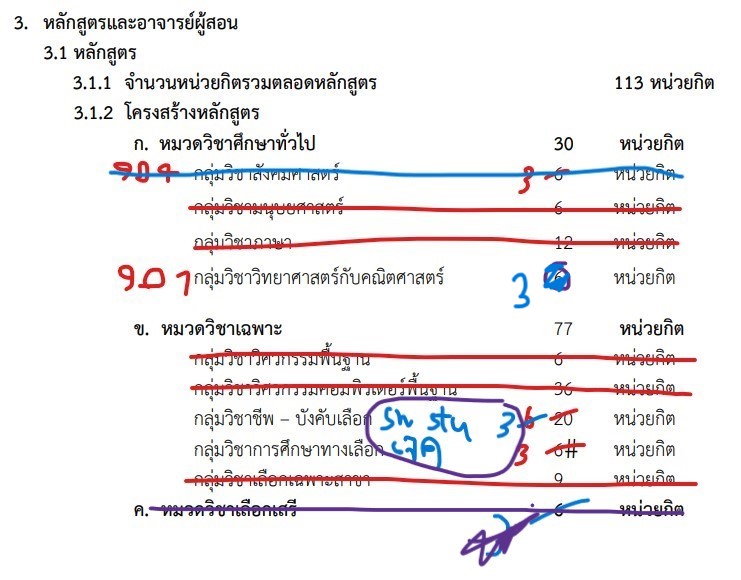 3. หลักสูตรและอาจารย์ผู้สอน
3.1 หลักสูตร
3.1.1 จำนวนหน่วยกิตรวมตลอดหลักสูตร 113 หน่วยกิต
3.1.2 โครงสร้างหลักสูตร
ก. หมวดวิชาศึกษาทั่วไป 30 หน่วยกิต
กลุ่มวิชาสังคมศาสตร์ 3 6 หน่วยกิต
กลุ่มวิชามนุษยศาสตร์ 6 หน่วยกิต
กลุ่มวิชาภาษา 12 หน่วยกิต
901 กลุ่มวิชาวิทยาศาสตร์กับคณิตศาสตร์ 3 หน่วยกิต
ข. หมวดวิชาเฉพาะ 77 หน่วยกิต
กลุ่มวิชาวิศวกรรมพื้นฐาน 6 หน่วยกิต
กลุ่มวิชาวิศวกรรมคอมพิวเตอร์พื้นฐาน 36 หน่วยกิต
กลุ่มวิชาชีพ – บังคับเลือก 3 6 20 หน่วยกิต
กลุ่มวิชาการศึกษาทางเลือก 3 6# หน่วยกิต
กลุ่มวิชาเลือกเฉพาะสาขา 9 หน่วยกิต
ค. หมวดวิชาเลือกเสรี 6 หน่วยกิต